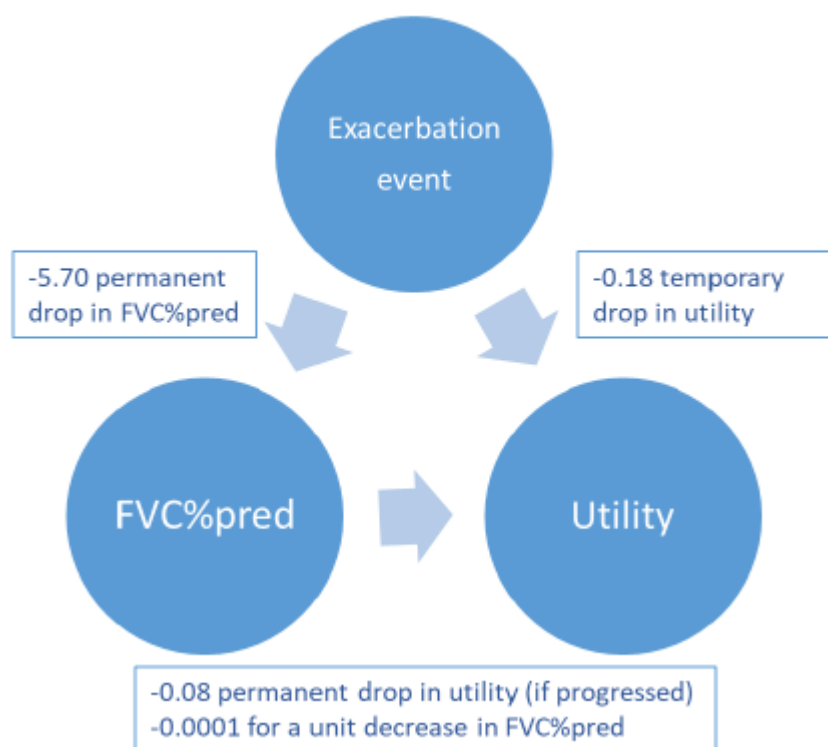 Exacerbation
event
-5.70 permanent
drop in FVC%pred
-0.18 temporary
drop in utility
FVC%pred
Utility
-0.08 permanent drop in utility (if progressed)
-0.0001 for a unit decrease in FVC%pred